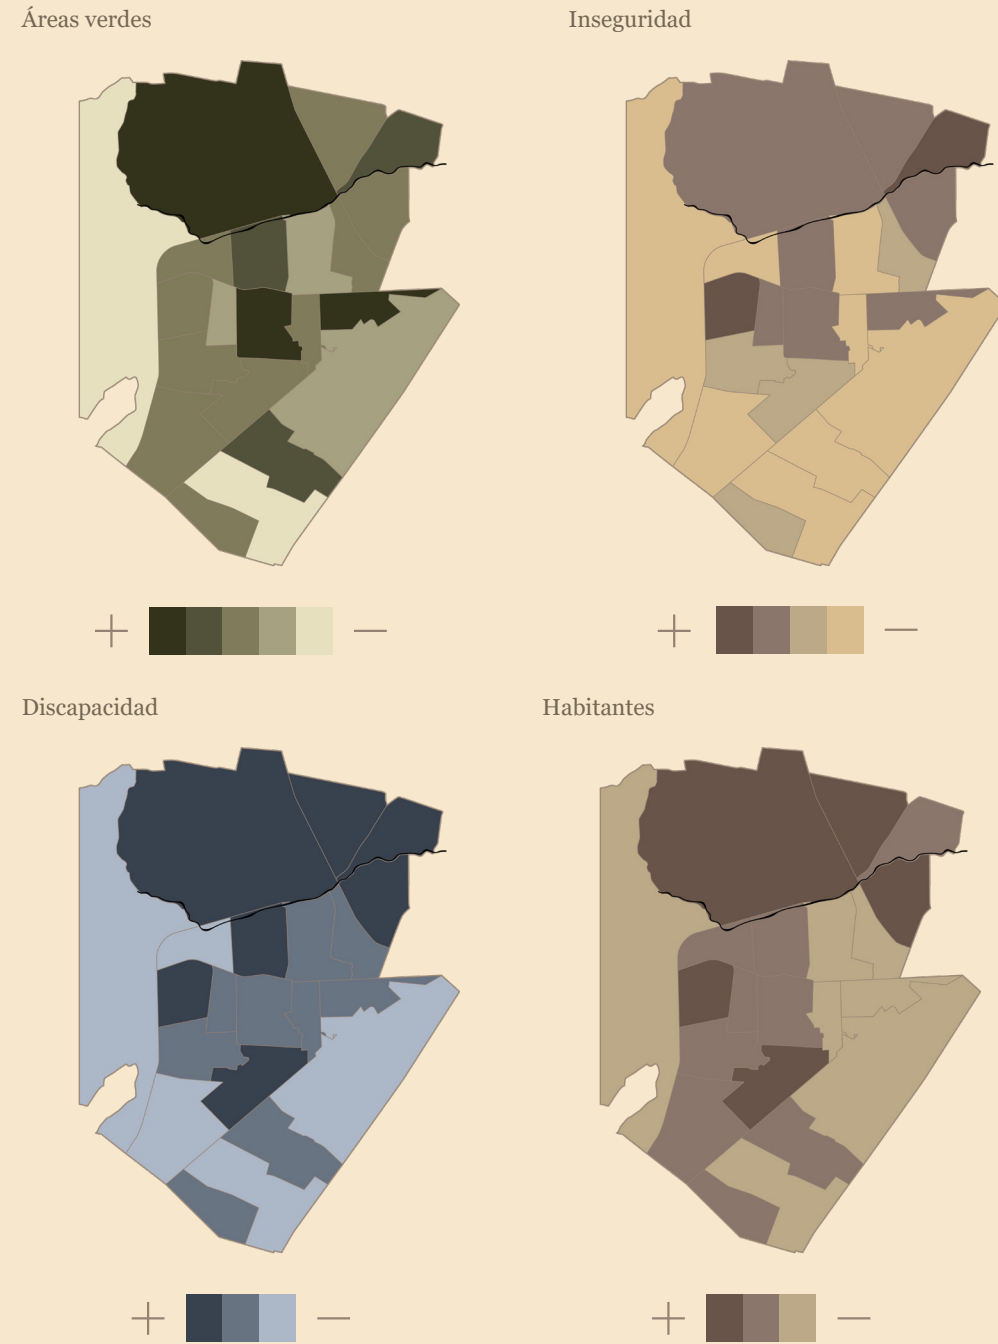 Áreas verdes
Inseguridad
+ −
+ −
Discapacidad
Habitantes
+ −
+ −